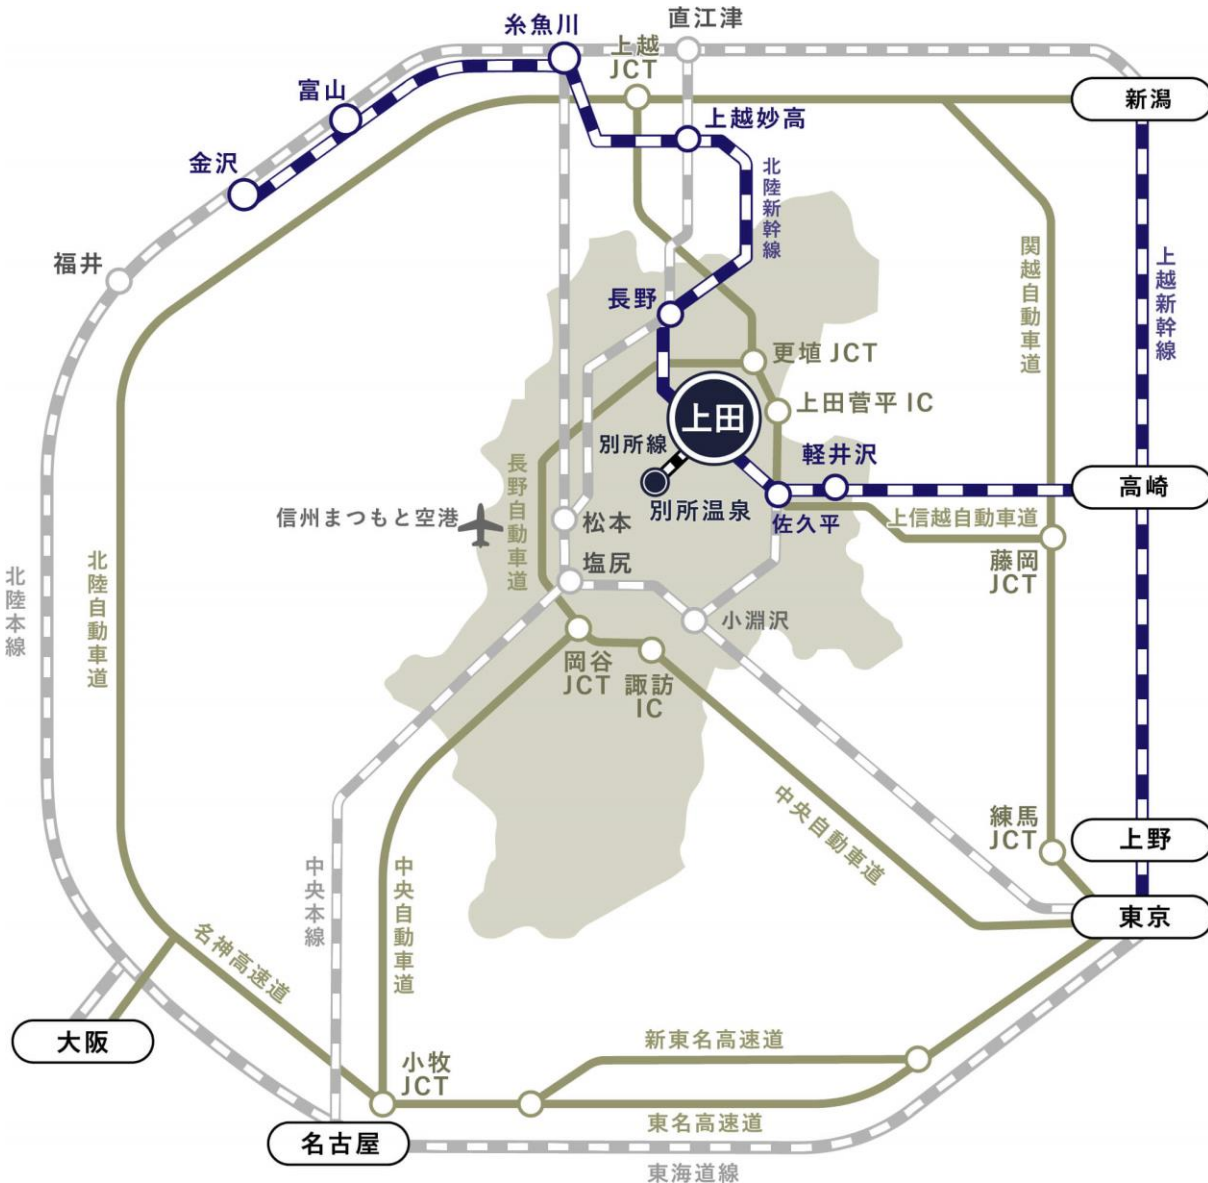 直江津
糸魚川
上越
JCT
富山
新潟
上越妙高
金沢
北陸新幹線
福井
関越自動車道
上越新幹線
長野
更埴 JCT
上田菅平 IC
上田
別所線
軽井沢
長野自動車道
別所温泉
高崎
信州まつもと空港
松本
佐久平
上信越自動車道
北陸本線
北陸自動車道
塩尻
藤岡
JCT
小淵沢
岡谷
JCT
諏訪
IC
中央自動車道
練馬
JCT
上野
中央本線
中央自動車道
東京
名神高速道
大阪
新東名高速道
小牧
JCT
東名高速道
名古屋
東海道線